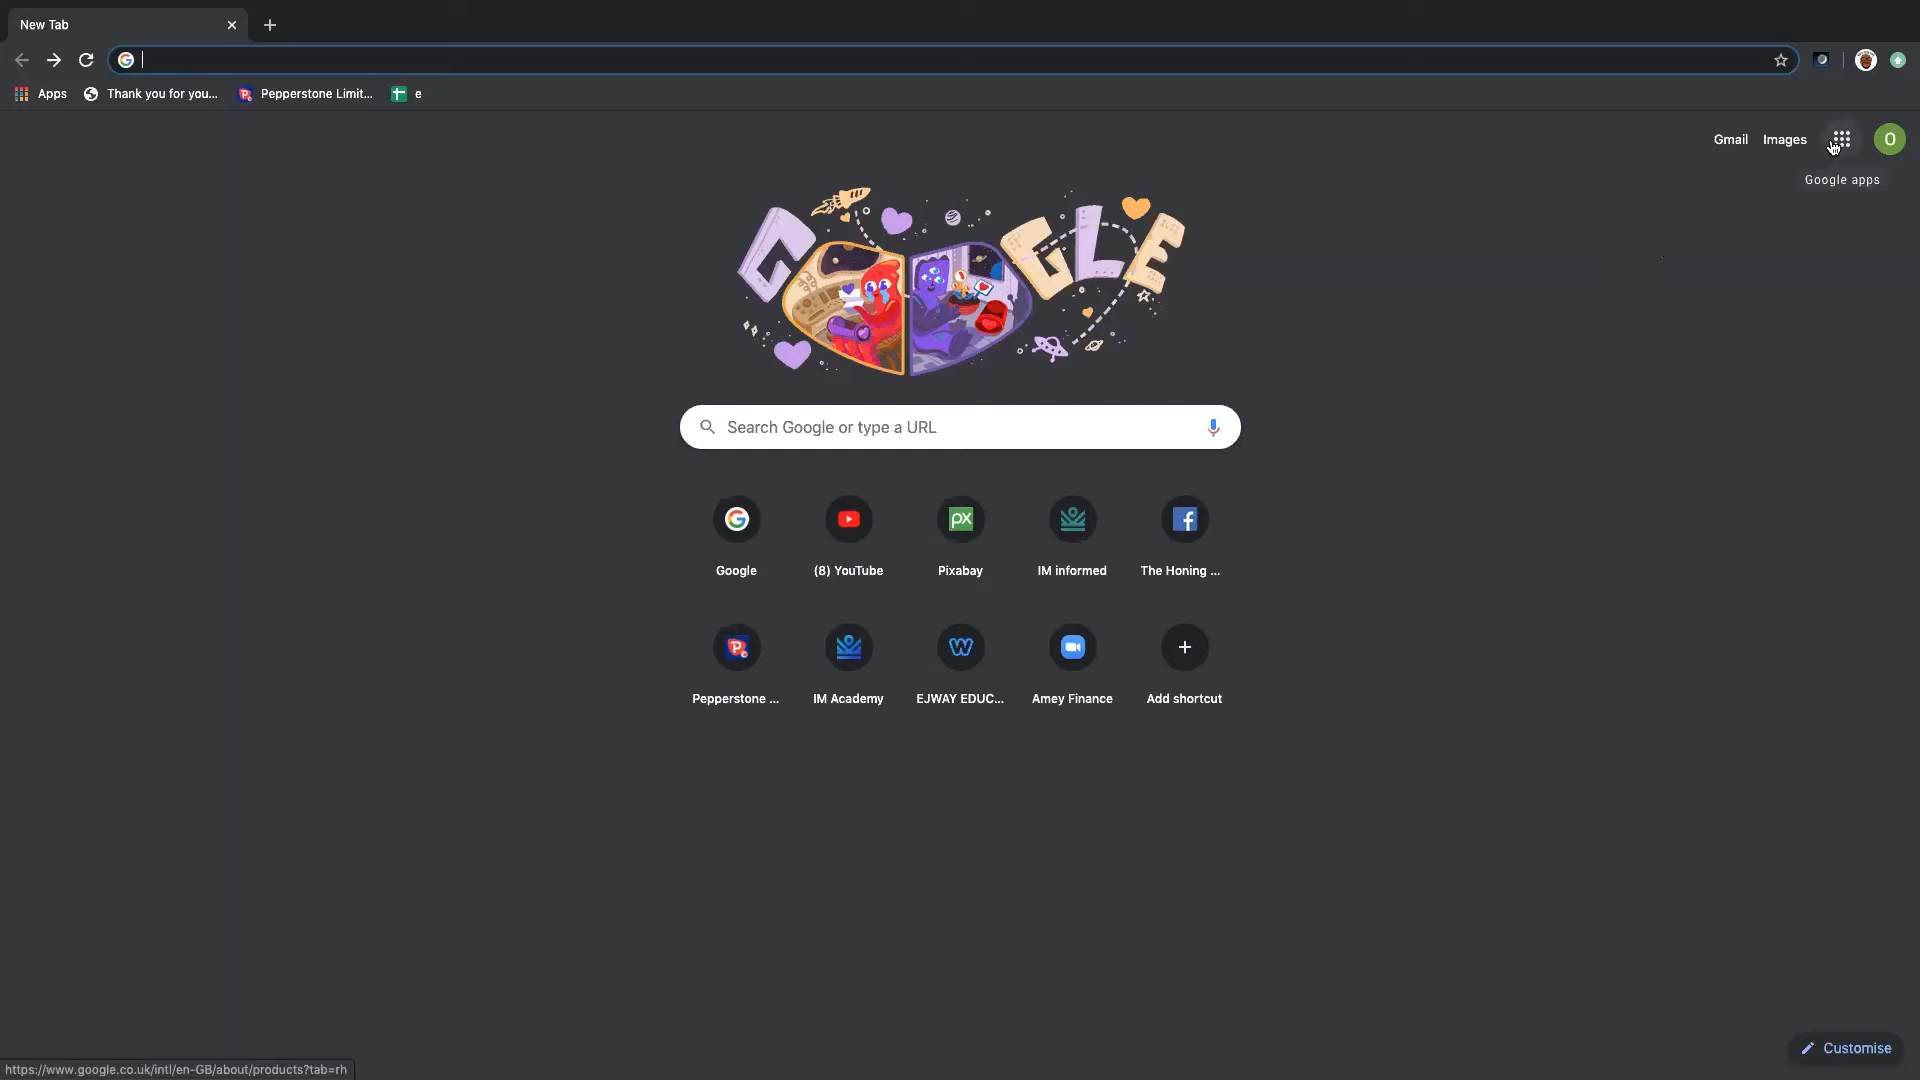 New Tab
Apps
Thank you for you...
Pepperstone Limit...
e
Gmail
Images
O
Google apps
GOOGLE
Search Google or type a URL
Google
(8) YouTube
Pixabay
IM informed
The Honing ...
Pepperstone ...
IM Academy
EJWAY EDUC...
Amey Finance
Add shortcut
Customise
https://www.google.co.uk/intl/en-GB/about/products?tab=rh